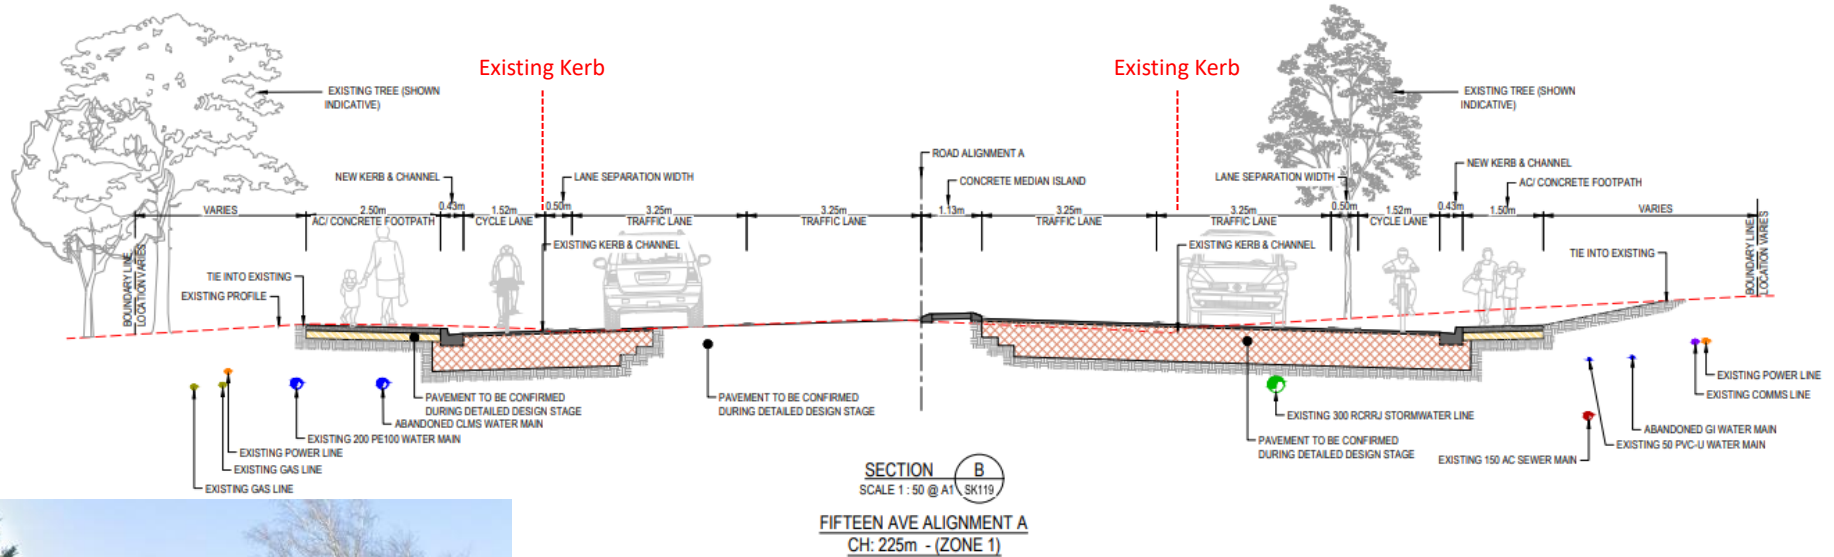 Existing Kerb
Existing Kerb
EXISTING TREE (SHOWN
INDICATIVE)
EXISTING TREE (SHOWN
INDICATIVE)
ROAD ALIGNMENT A
NEW KERB & CHANNEL
LANE SEPARATION WIDTH
CONCRETE MEDIAN ISLAND
LANE SEPARATION WIDTH
NEW KERB & CHANNEL
AC/ CONCRETE FOOTPATH
VARIES
2.50m
AC/ CONCRETE FOOTPATH
0.43m
1.52m
CYCLE LANE
0.50m
3.25m
TRAFFIC LANE
3.25m
TRAFFIC LANE
1.13m
3.25m
TRAFFIC LANE
3.25m
TRAFFIC LANE
0.50m
1.52m
CYCLE LANE
0.43m
1.50m
VARIES
BOUNDARY LINE
LOCATION VARIES
EXISTING KERB & CHANNEL
EXISTING KERB & CHANNEL
TIE INTO EXISTING
BOUNDARY LINE
LOCATION VARIES
TIE INTO EXISTING
EXISTING PROFILE
PAVEMENT TO BE CONFIRMED
DURING DETAILED DESIGN STAGE
PAVEMENT TO BE CONFIRMED
DURING DETAILED DESIGN STAGE
ABANDONED CLMS WATER MAIN
EXISTING 200 PE100 WATER MAIN
EXISTING POWER LINE
EXISTING GAS LINE
EXISTING GAS LINE
EXISTING 300 RCRRJ STORMWATER LINE
PAVEMENT TO BE CONFIRMED
DURING DETAILED DESIGN STAGE
EXISTING POWER LINE
EXISTING COMMS LINE
ABANDONED GI WATER MAIN
EXISTING 50 PVC-U WATER MAIN
EXISTING 150 AC SEWER MAIN
SECTION B
SCALE 1 : 50 @ A1 SK119
FIFTEEN AVE ALIGNMENT A
CH: 225m - (ZONE 1)